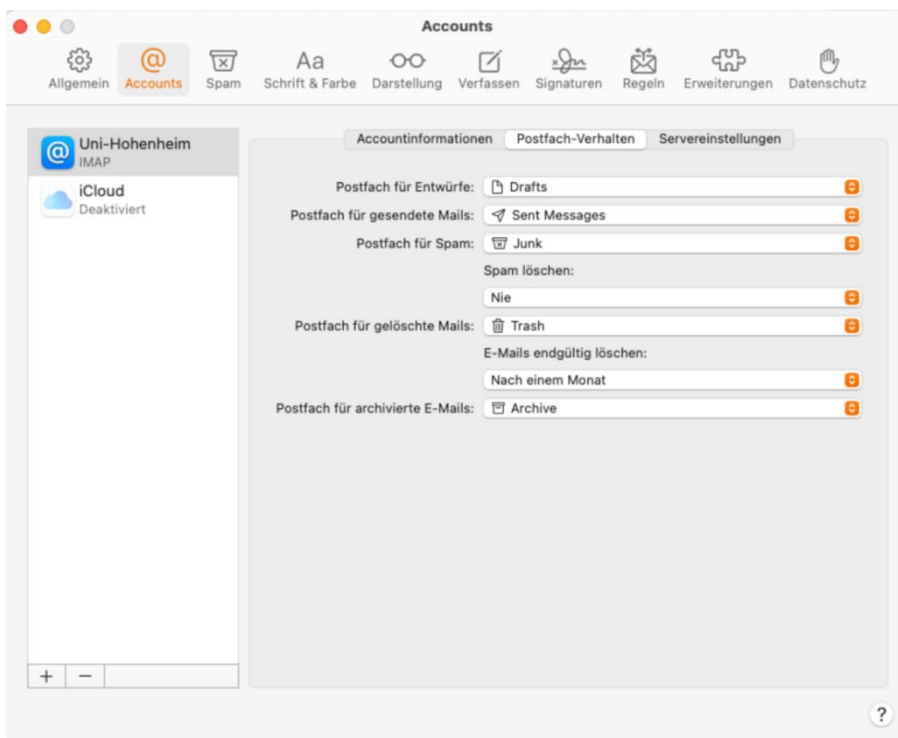 Accounts
Allgemein Accounts Spam Aa Schrift & Farbe Darstellung Verfassen Signaturen Regeln Erweiterungen Datenschutz
Uni-Hohenheim
IMAP
iCloud
Deaktiviert
Accountinformationen Postfach-Verhalten Servereinstellungen
Postfach für Entwürfe: Drafts
Postfach für gesendete Mails: Sent Messages
Postfach für Spam: Junk
Spam löschen:
Nie
Postfach für gelöschte Mails: Trash
E-Mails endgültig löschen:
Nach einem Monat
Postfach für archivierte E-Mails: Archive
+ −
?